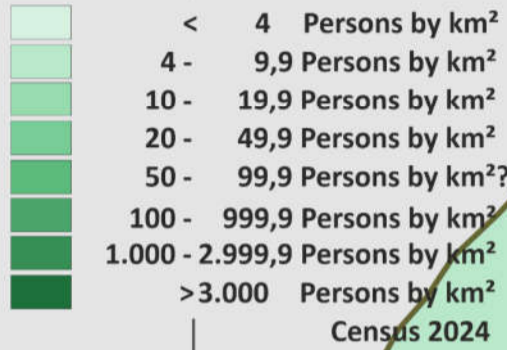 < 4 Persons by km²
4 - 9,9 Persons by km²
10 - 19,9 Persons by km²
20 - 49,9 Persons by km²
50 - 99,9 Persons by km²?
100 - 999,9 Persons by km²
1.000 - 2.999,9 Persons by km²
>3.000 Persons by km²
Census 2024